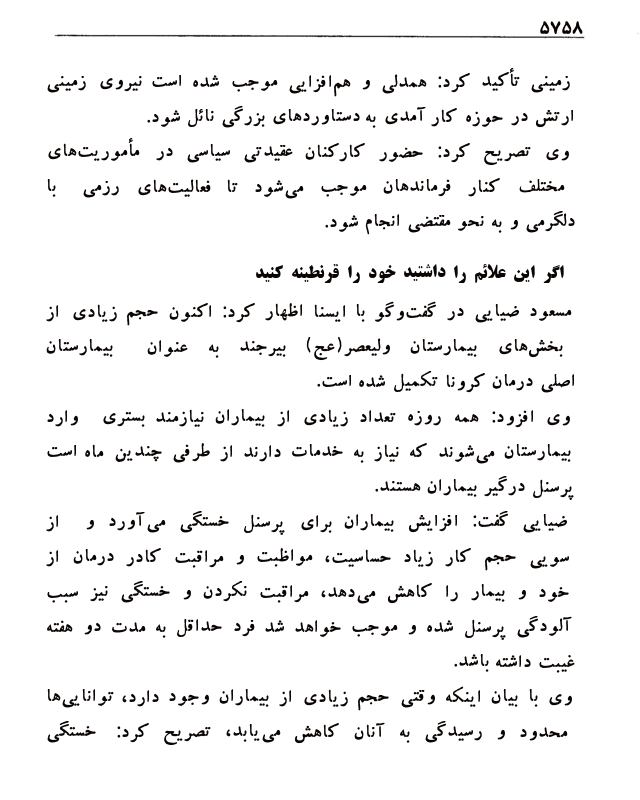 ۵۷۵۸
زمینی تأکید کرد: همدلی و هم‌افزایی موجب شده است نیروی زمینی
ارتش در حوزه کار آمدی به دستاوردهای بزرگی نائل شود.
وی تصریح کرد: حضور کارکنان عقیدتی سیاسی در مأموریت‌های
مختلف کنار فرماندهان موجب می‌شود تا فعالیت‌های رزمی با
دلگرمی و به نحو مقتضی انجام شود.
اگر این علائم را داشتید خود را قرنطینه کنید
مسعود ضیایی در گفت‌وگو با ایسنا اظهار کرد: اکنون حجم زیادی از
بخش‌های بیمارستان ولیعصر(عج) بیرجند به عنوان بیمارستان
اصلی درمان کرونا تکمیل شده است.
وی افزود: همه روزه تعداد زیادی از بیماران نیازمند بستری وارد
بیمارستان می‌شوند که نیاز به خدمات دارند از طرفی چندین ماه است
پرسنل درگیر بیماران هستند.
ضیایی گفت: افزایش بیماران برای پرسنل خستگی می‌آورد و از
سویی حجم کار زیاد حساسیت، مواظبت و مراقبت کادر درمان از
خود و بیمار را کاهش می‌دهد، مراقبت نکردن و خستگی نیز سبب
آلودگی پرسنل شده و موجب خواهد شد فرد حداقل به مدت دو هفته
غیبت داشته باشد.
وی با بیان اینکه وقتی حجم زیادی از بیماران وجود دارد، توانایی‌ها
محدود و رسیدگی به آنان کاهش می‌یابد، تصریح کرد: خستگی